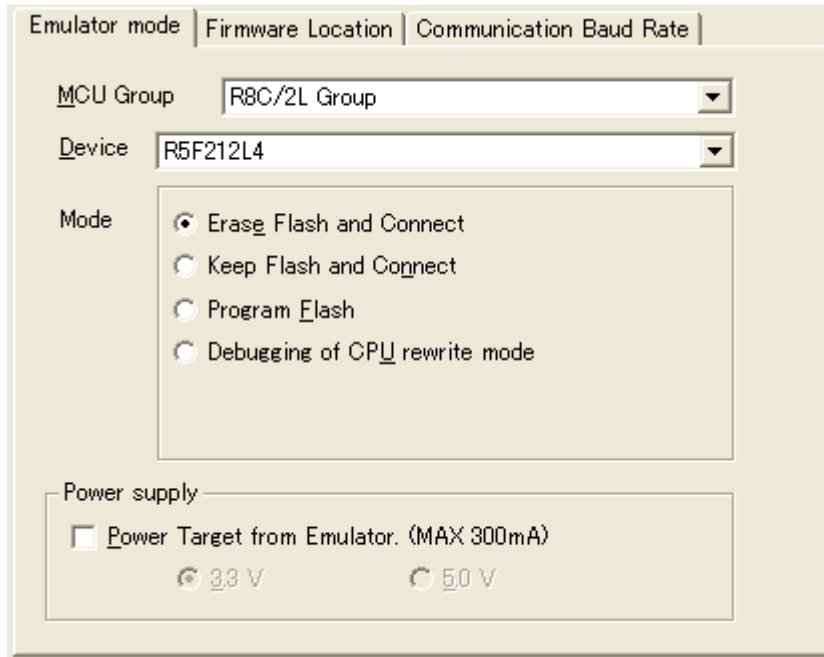 Emulator mode Firmware Location Communication Baud Rate
MCU Group R8C/2L Group
Device R5F212L4
Mode
Erase Flash and Connect
Keep Flash and Connect
Program Flash
Debugging of CPU rewrite mode
Power supply
Power Target from Emulator. (MAX 300mA)
3.3 V 5.0 V